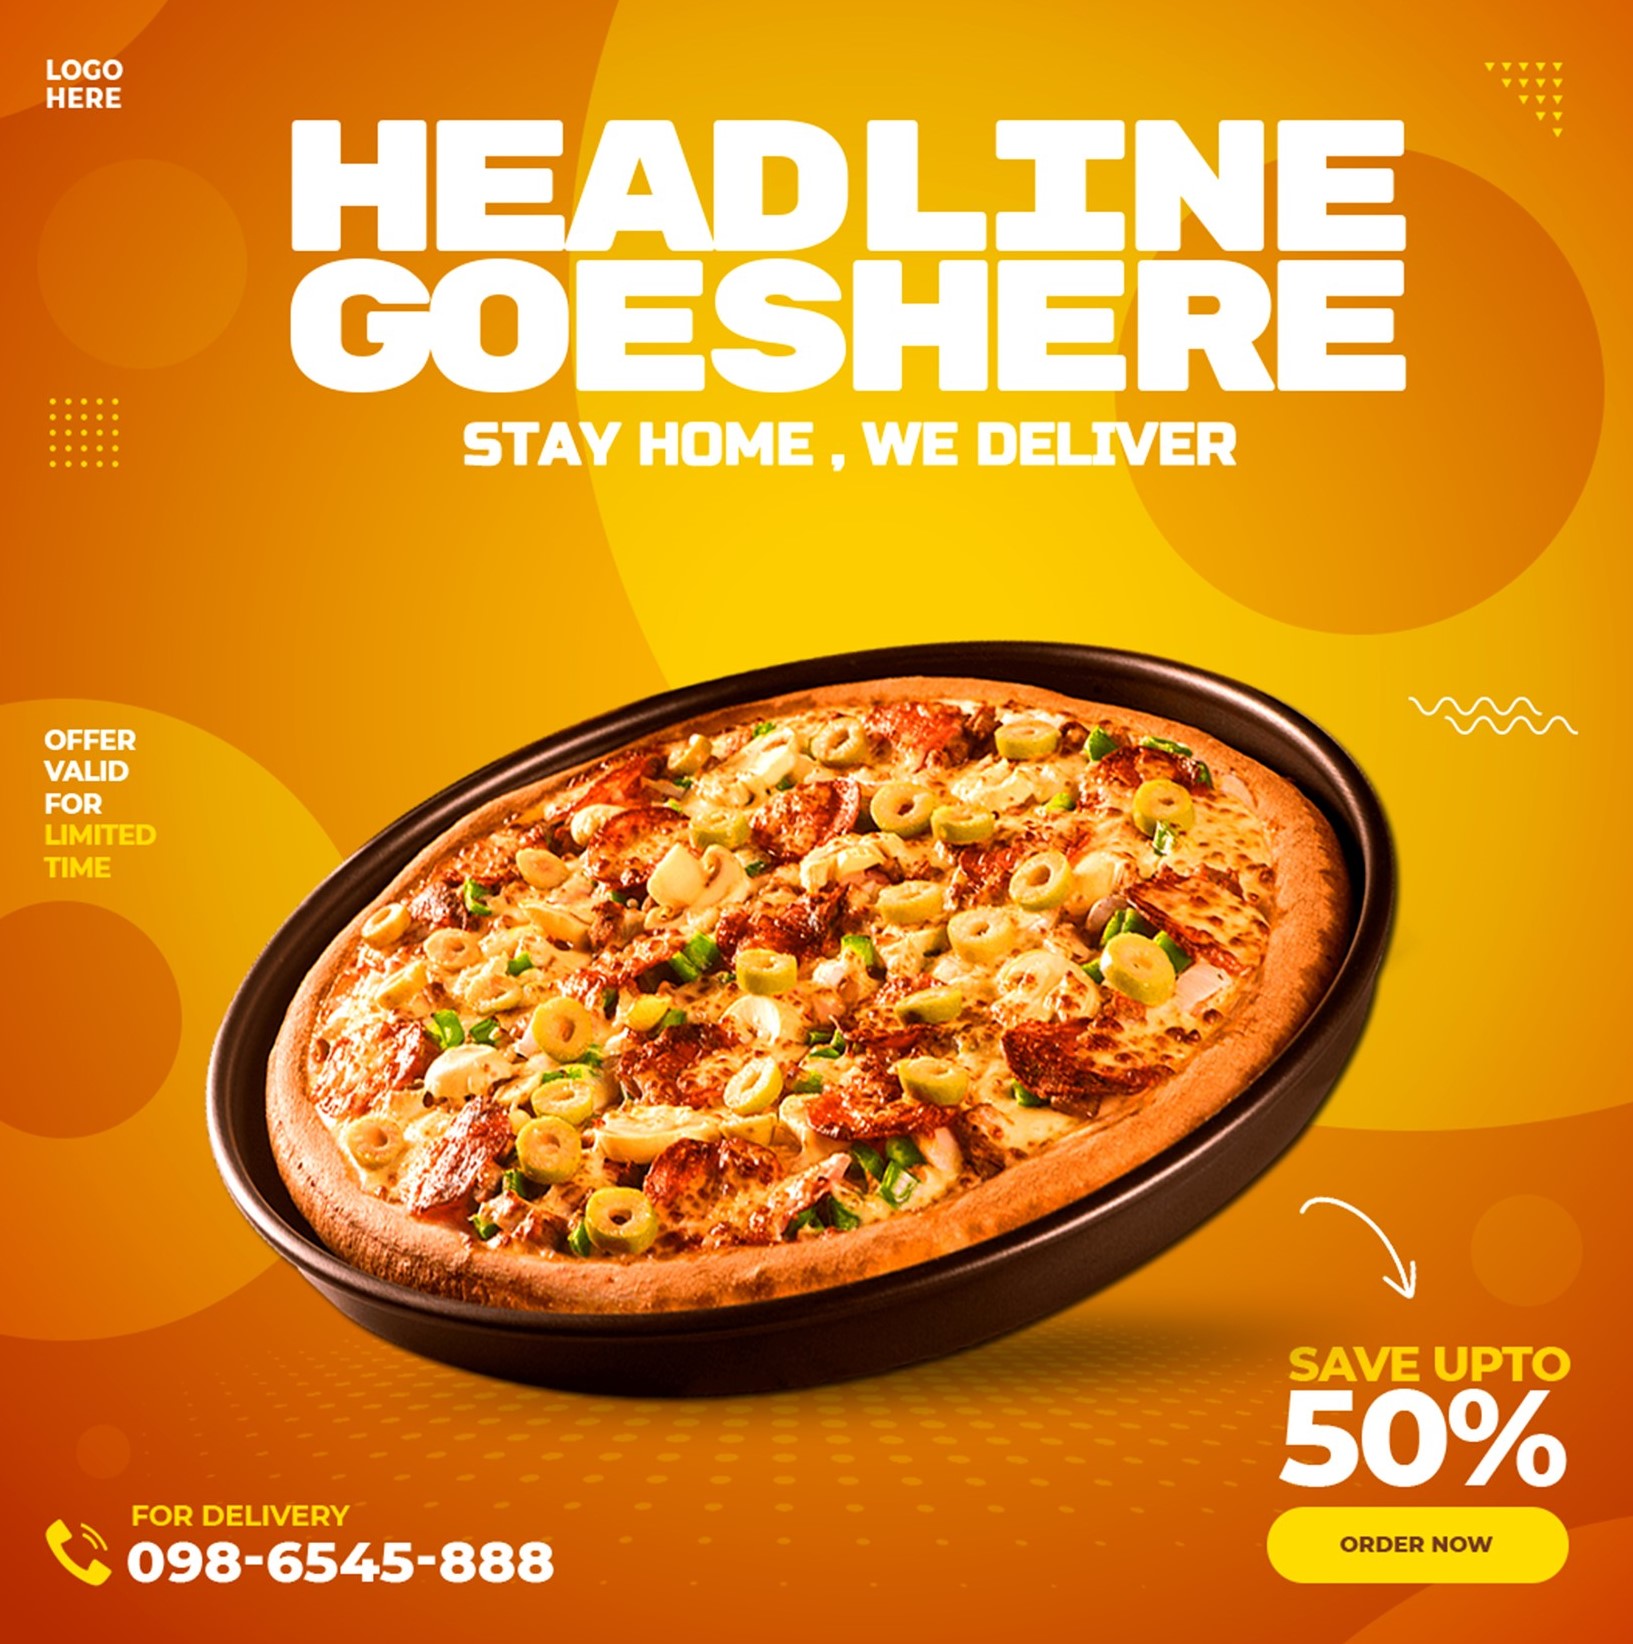 LOGO
HERE
HEADLINE
GOESHERE
STAY HOME , WE DELIVER
OFFER
VALID
FOR
LIMITED
TIME
SAVE UPTO
50%
ORDER NOW
FOR DELIVERY
098-6545-888